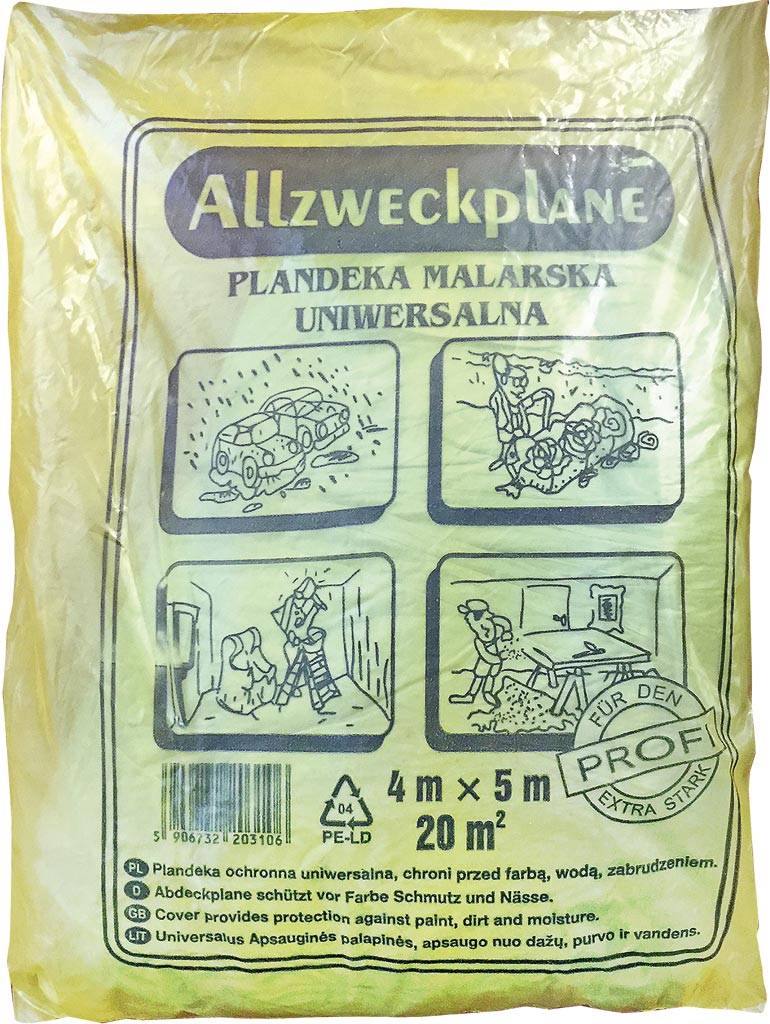 Allzweckplane
PLANDEKA MALARSKA
UNIWERSALNA
FÜR DEN
PROFI
EXTRA STARK
5 906732 203106
04
PE-LD
4 m × 5 m
20 m²
PL Plandeka ochronna uniwersalna, chroni przed farbą, wodą, zabrudzeniem.
D Abdeckplane schützt vor Farbe Schmutz und Nässe.
GB Cover provides protection against paint, dirt and moisture.
LIT Universalus Apsauginės palapinės, apsaugo nuo dažų, purvo ir vandens.